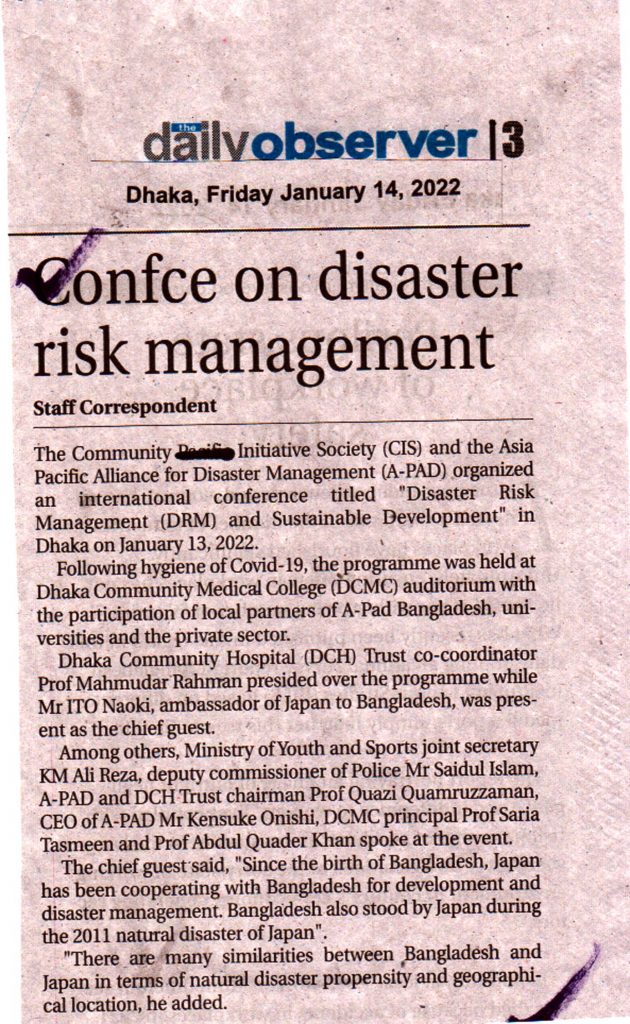 the
dailyobserver |3
Dhaka, Friday January 14, 2022
Confce on disaster
risk management
Staff Correspondent
The Community Initiative Society (CIS) and the Asia
Pacific Alliance for Disaster Management (A-PAD) organized
an international conference titled "Disaster Risk
Management (DRM) and Sustainable Development" in
Dhaka on January 13, 2022.
Following hygiene of Covid-19, the programme was held at
Dhaka Community Medical College (DCMC) auditorium with
the participation of local partners of A-Pad Bangladesh, uni-
versities and the private sector.
Dhaka Community Hospital (DCH) Trust co-coordinator
Prof Mahmudar Rahman presided over the programme while
Mr ITO Naoki, ambassador of Japan to Bangladesh, was pres-
ent as the chief guest.
Among others, Ministry of Youth and Sports joint secretary
KM Ali Reza, deputy commissioner of Police Mr Saidul Islam,
A-PAD and DCH Trust chairman Prof Quazi Quamruzzaman,
CEO of A-PAD Mr Kensuke Onishi, DCMC principal Prof Saria
Tasmeen and Prof Abdul Quader Khan spoke at the event.
The chief guest said, "Since the birth of Bangladesh, Japan
has been cooperating with Bangladesh for development and
disaster management. Bangladesh also stood by Japan during
the 2011 natural disaster of Japan".
"There are many similarities between Bangladesh and
Japan in terms of natural disaster propensity and geographi-
cal location, he added.